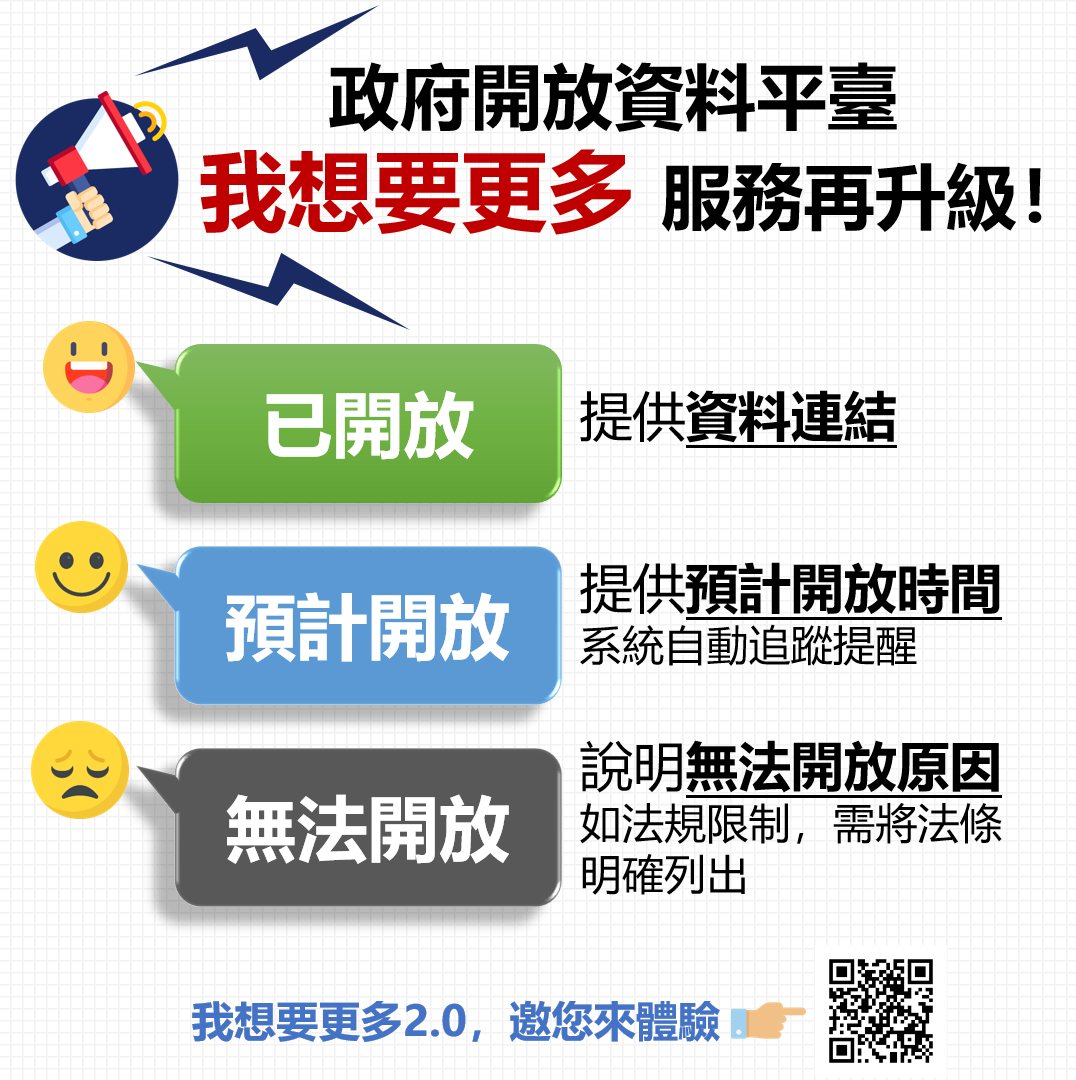 政府開放資料平臺
我想要更多 服務再升級！
已開放
提供資料連結
預計開放
提供預計開放時間
系統自動追蹤提醒
無法開放
說明無法開放原因
如法規限制，需將法條
明確列出
我想要更多2.0，邀您來體驗